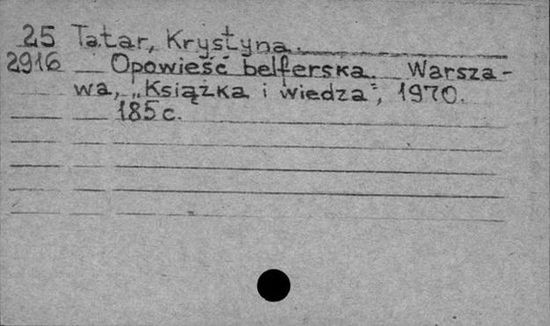 25 Tatar, Krystyna.
2916 Opowieść belferska. Warsza-
wa, „Książka i wiedza”, 1970.
185 c.